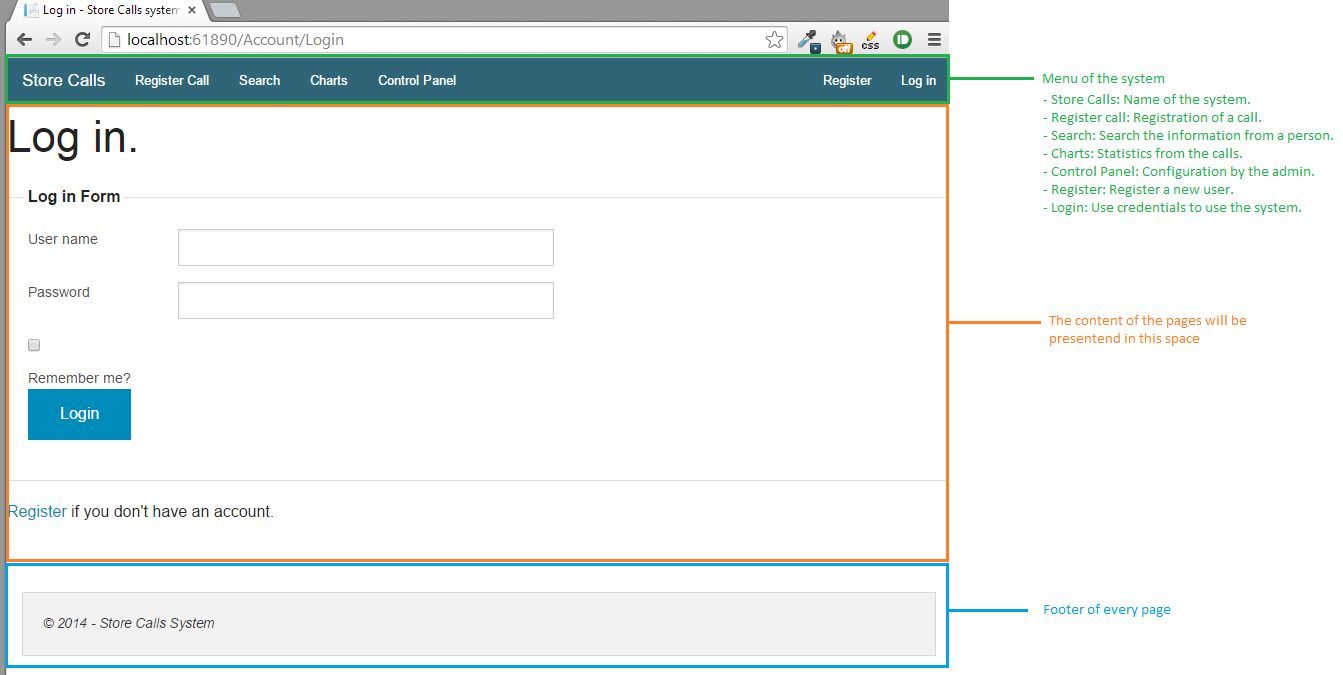 Log in - Store Calls system
localhost:61890/Account/Login
off
css
Store Calls Register Call Search Charts Control Panel Register Log in
Log in.
Log in Form
User name
Password
Remember me?
Login
Register if you don't have an account.
© 2014 - Store Calls System
Menu of the system
- Store Calls: Name of the system.
- Register call: Registration of a call.
- Search: Search the information from a person.
- Charts: Statistics from the calls.
- Control Panel: Configuration by the admin.
- Register: Register a new user.
- Login: Use credentials to use the system.
The content of the pages will be
presentend in this space
Footer of every page